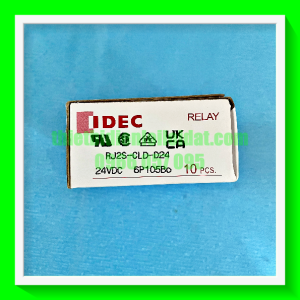 IDEC
RELAY
UK
CA
RJ2S-CLD-D24
24VDC 6P105Bo 10 PCS.